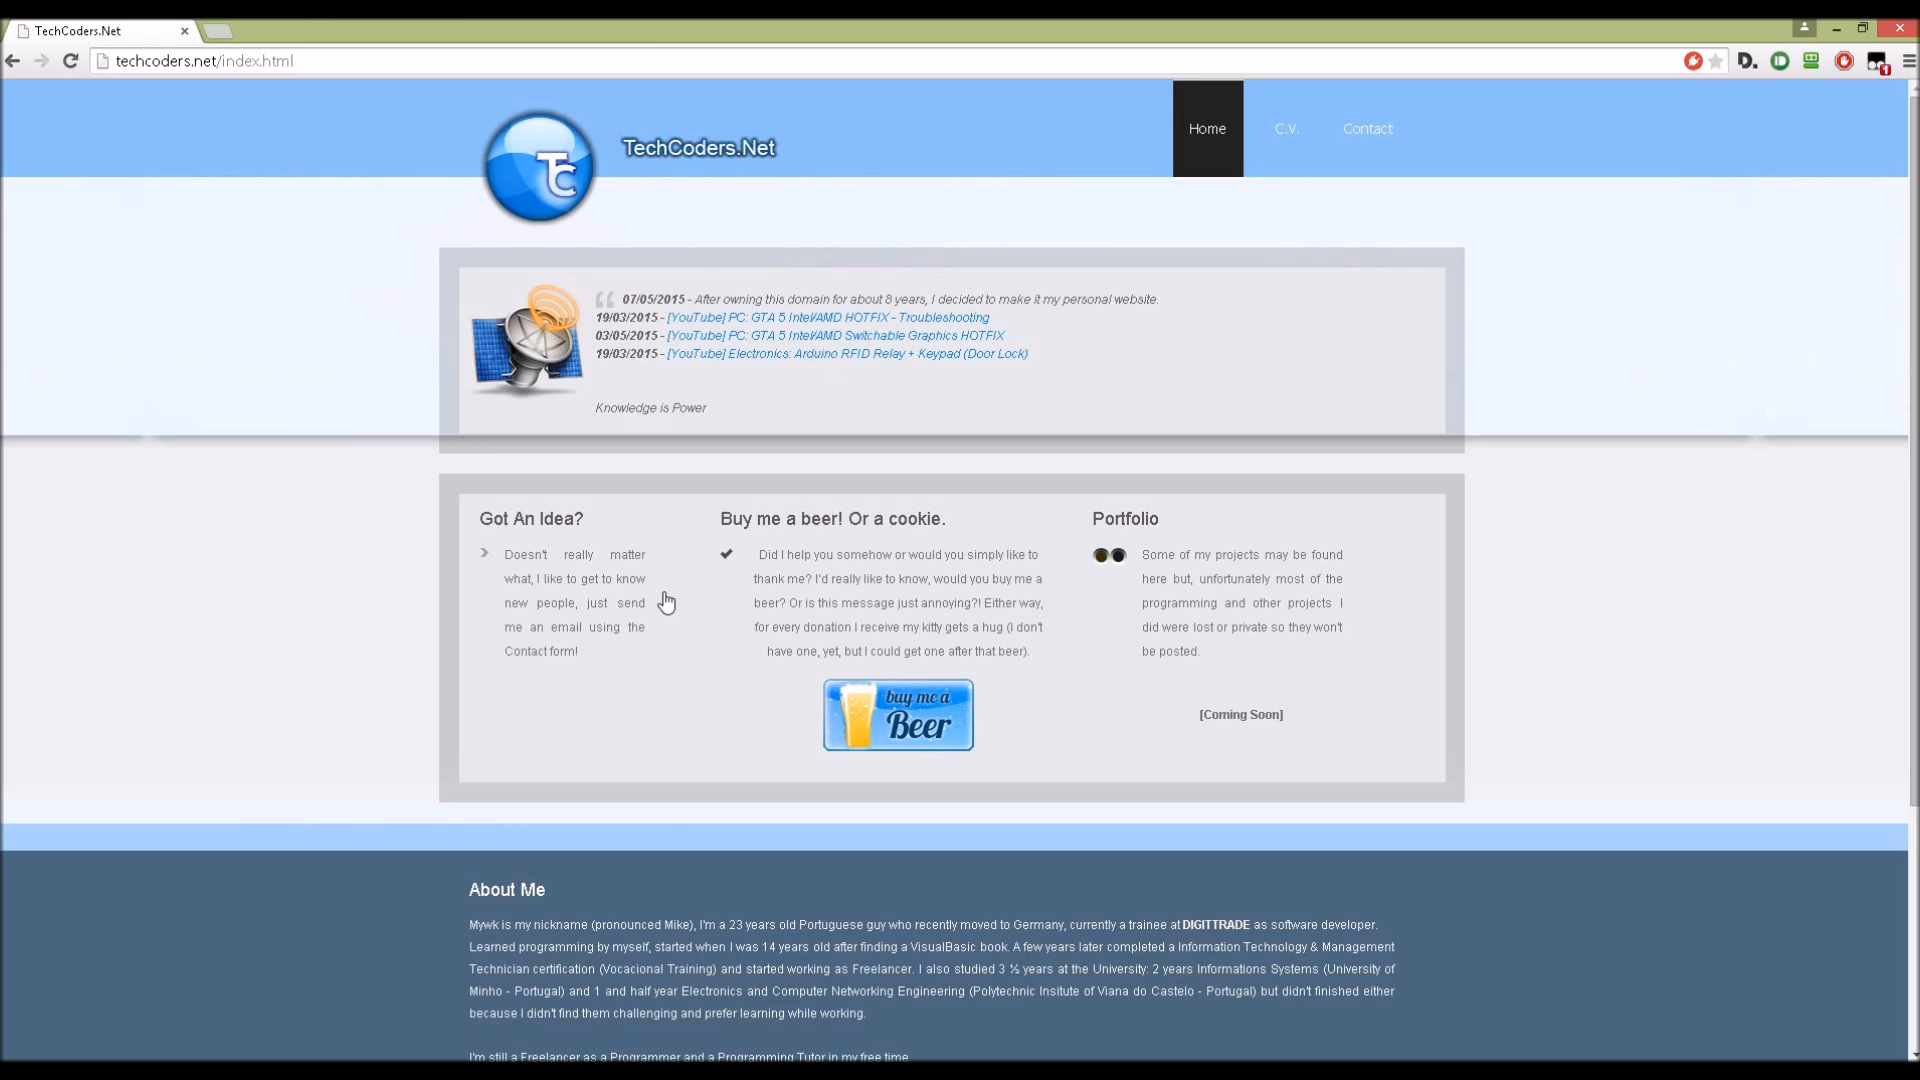 TechCoders.Net
techcoders.net/index.html
1
TC
TechCoders.Net
Home
C.V.
Contact
07/05/2015 - After owning this domain for about 8 years, I decided to make it my personal website.
19/03/2015 - [YouTube] PC: GTA 5 Intel/AMD HOTFIX - Troubleshooting
03/05/2015 - [YouTube] PC: GTA 5 Intel/AMD Switchable Graphics HOTFIX
19/03/2015 - [YouTube] Electronics: Arduino RFID Relay + Keypad (Door Lock)
Knowledge is Power
Got An Idea?
Doesn't really matter
what, I like to get to know
new people, just send
me an email using the
Contact form!
Buy me a beer! Or a cookie.
Did I help you somehow or would you simply like to
thank me? I'd really like to know, would you buy me a
beer? Or is this message just annoying?! Either way,
for every donation I receive my kitty gets a hug (I don't
have one, yet, but I could get one after that beer).
buy me a
Beer
Portfolio
Some of my projects may be found
here but, unfortunately most of the
programming and other projects I
did were lost or private so they won't
be posted.
[Coming Soon]
About Me
Mywk is my nickname (pronounced Mike), I'm a 23 years old Portuguese guy who recently moved to Germany, currently a trainee at DIGITTRADE as software developer.
Learned programming by myself, started when I was 14 years old after finding a VisualBasic book. A few years later completed a Information Technology & Management
Technician certification (Vocacional Training) and started working as Freelancer. I also studied 3 ½ years at the University: 2 years Informations Systems (University of
Minho - Portugal) and 1 and half year Electronics and Computer Networking Engineering (Polytechnic Insitute of Viana do Castelo - Portugal) but didn't finished either
because I didn't find them challenging and prefer learning while working.
I'm still a Freelancer as a Programmer and a Programming Tutor in my free time.